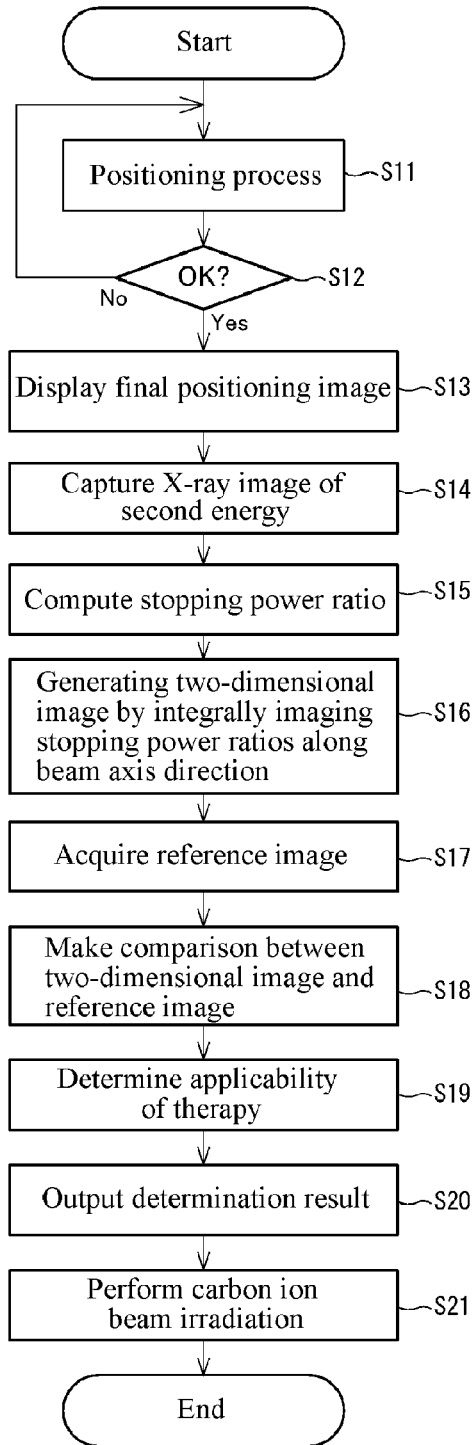 Start
Positioning process
S11
OK?
S12
No
Yes
Display final positioning image
S13
Capture X-ray image of
second energy
S14
Compute stopping power ratio
S15
Generating two-dimensional
image by integrally imaging
stopping power ratios along
beam axis direction
S16
Acquire reference image
S17
Make comparison between
two-dimensional image and
reference image
S18
Determine applicability
of therapy
S19
Output determination result
S20
Perform carbon ion
beam irradiation
S21
End